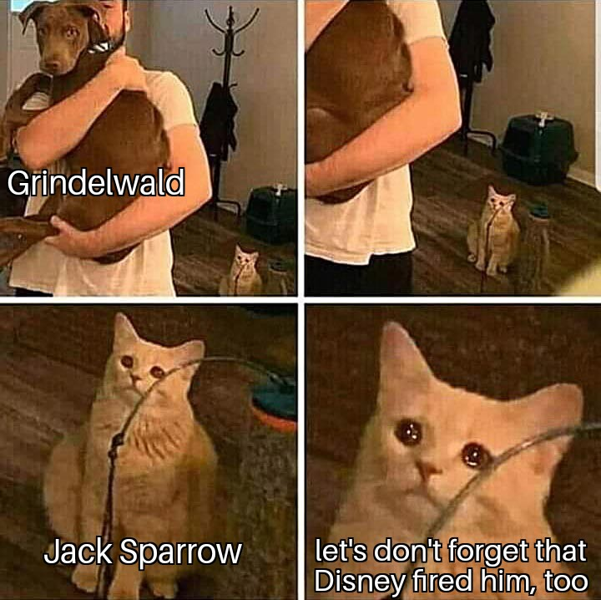 Grindelwald
Jack Sparrow
let's don't forget that
Disney fired him, too